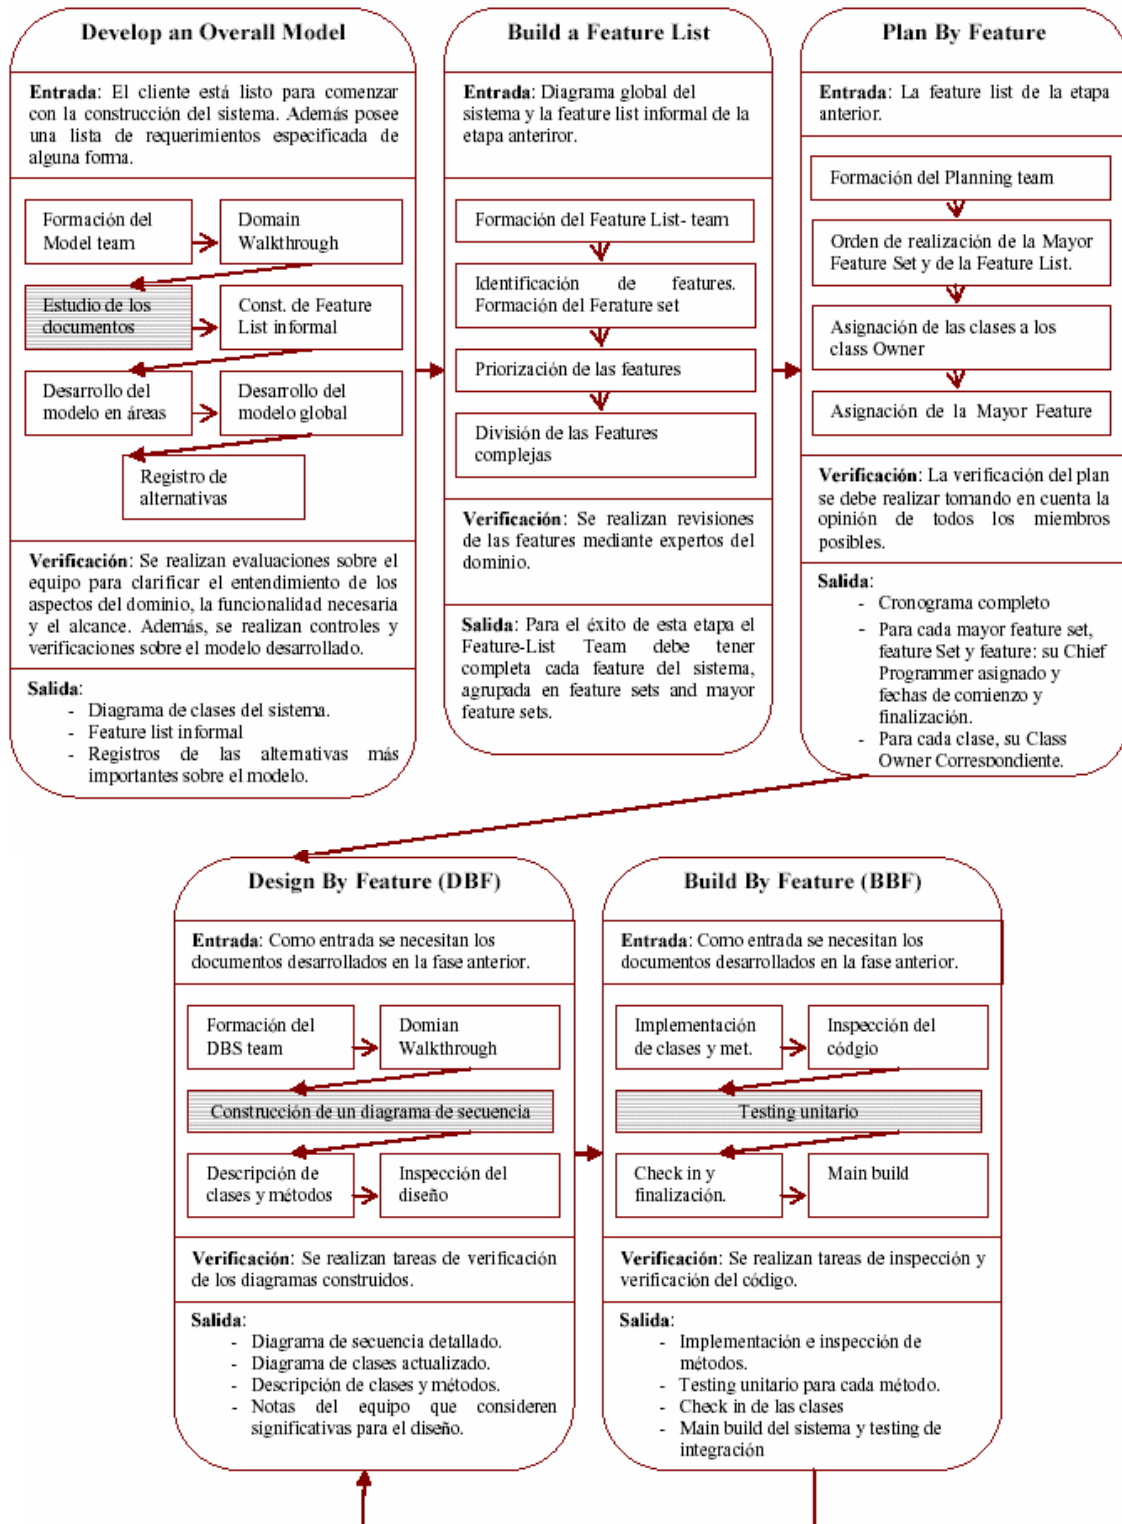 Develop an Overall Model
Entrada: El cliente está listo para comenzar
con la construcción del sistema. Además posee
una lista de requerimientos especificada de
alguna forma.
Formación del
Model team
Domain
Walkthrough
Estudio de los
documentos
Const. de Feature
List informal
Desarrollo del
modelo en áreas
Desarrollo del
modelo global
Registro de
alternativas
Verificación: Se realizan evaluaciones sobre el
equipo para clarificar el entendimiento de los
aspectos del dominio, la funcionalidad necesaria
y el alcance. Además, se realizan controles y
verificaciones sobre el modelo desarrollado.
Salida:
- Diagrama de clases del sistema.
- Feature list informal
- Registros de las alternativas más
importantes sobre el modelo.
Build a Feature List
Entrada: Diagrama global del
sistema y la feature list informal de la
etapa anteriror.
Formación del Feature List- team
Identificación de features.
Formación del Ferature set
Priorización de las features
División de las Features
complejas
Verificación: Se realizan revisiones
de las features mediante expertos del
dominio.
Salida: Para el éxito de esta etapa el
Feature-List Team debe tener
completa cada feature del sistema,
agrupada en feature sets and mayor
feature sets.
Plan By Feature
Entrada: La feature list de la etapa
anterior.
Formación del Planning team
Orden de realización de la Mayor
Feature Set y de la Feature List.
Asignación de las clases a los
class Owner
Asignación de la Mayor Feature
Verificación: La verificación del plan
se debe realizar tomando en cuenta la
opinión de todos los miembros
posibles.
Salida:
- Cronograma completo
- Para cada mayor feature set,
feature Set y feature: su Chief
Programmer asignado y
fechas de comienzo y
finalización.
- Para cada clase, su Class
Owner Correspondiente.
Design By Feature (DBF)
Entrada: Como entrada se necesitan los
documentos desarrollados en la fase anterior.
Formación del
DBS team
Domian
Walkthrough
Construcción de un diagrama de secuencia
Descripción de
clases y métodos
Inspección del
diseño
Verificación: Se realizan tareas de verificación
de los diagramas construidos.
Salida:
- Diagrama de secuencia detallado.
- Diagrama de clases actualizado.
- Descripción de clases y métodos.
- Notas del equipo que consideren
significativas para el diseño.
Build By Feature (BBF)
Entrada: Como entrada se necesitan los
documentos desarrollados en la fase anterior.
Implementación
de clases y met.
Inspección del
códgio
Testing unitario
Check in y
finalización.
Main build
Verificación: Se realizan tareas de inspección y
verificación del código.
Salida:
- Implementación e inspección de
métodos.
- Testing unitario para cada método.
- Check in de las clases
- Main build del sistema y testing de
integración